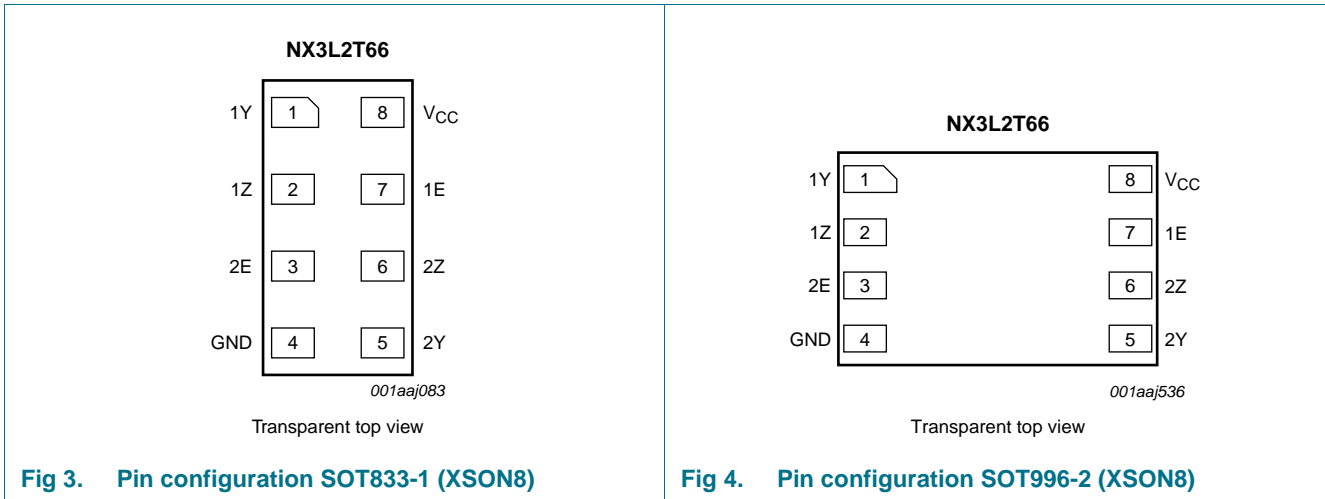 NX3L2T66
1Y 1 8 VCC
1Z 2 7 1E
2E 3 6 2Z
GND 4 5 2Y
001aaj083
Transparent top view
Fig 3. Pin configuration SOT833-1 (XSON8)
NX3L2T66
1Y 1 8 VCC
1Z 2 7 1E
2E 3 6 2Z
GND 4 5 2Y
001aaj536
Transparent top view
Fig 4. Pin configuration SOT996-2 (XSON8)